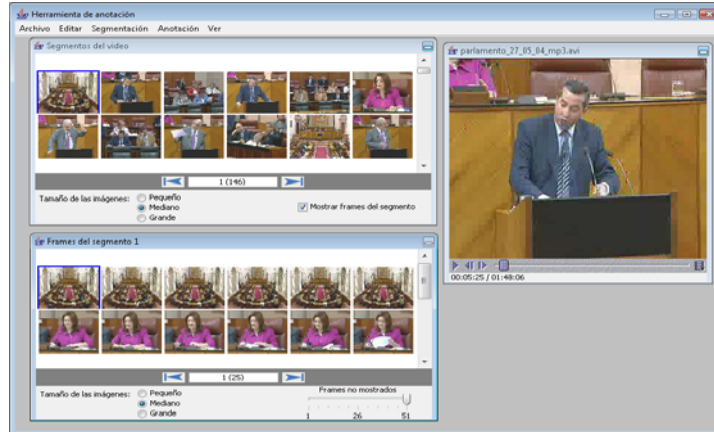 Herramienta de anotación
Archivo Editar Segmentación Anotación Ver
Segmentos del video
1 (146)
Tamaño de las imágenes:
Pequeño
Mediano
Grande
Mostrar frames del segmento
Frames del segmento 1
1 (25)
Tamaño de las imágenes:
Pequeño
Mediano
Grande
Frames no mostrados
1 26 51
parlamento_27_05_04_mp3.avi
00:05:25 / 01:48:06